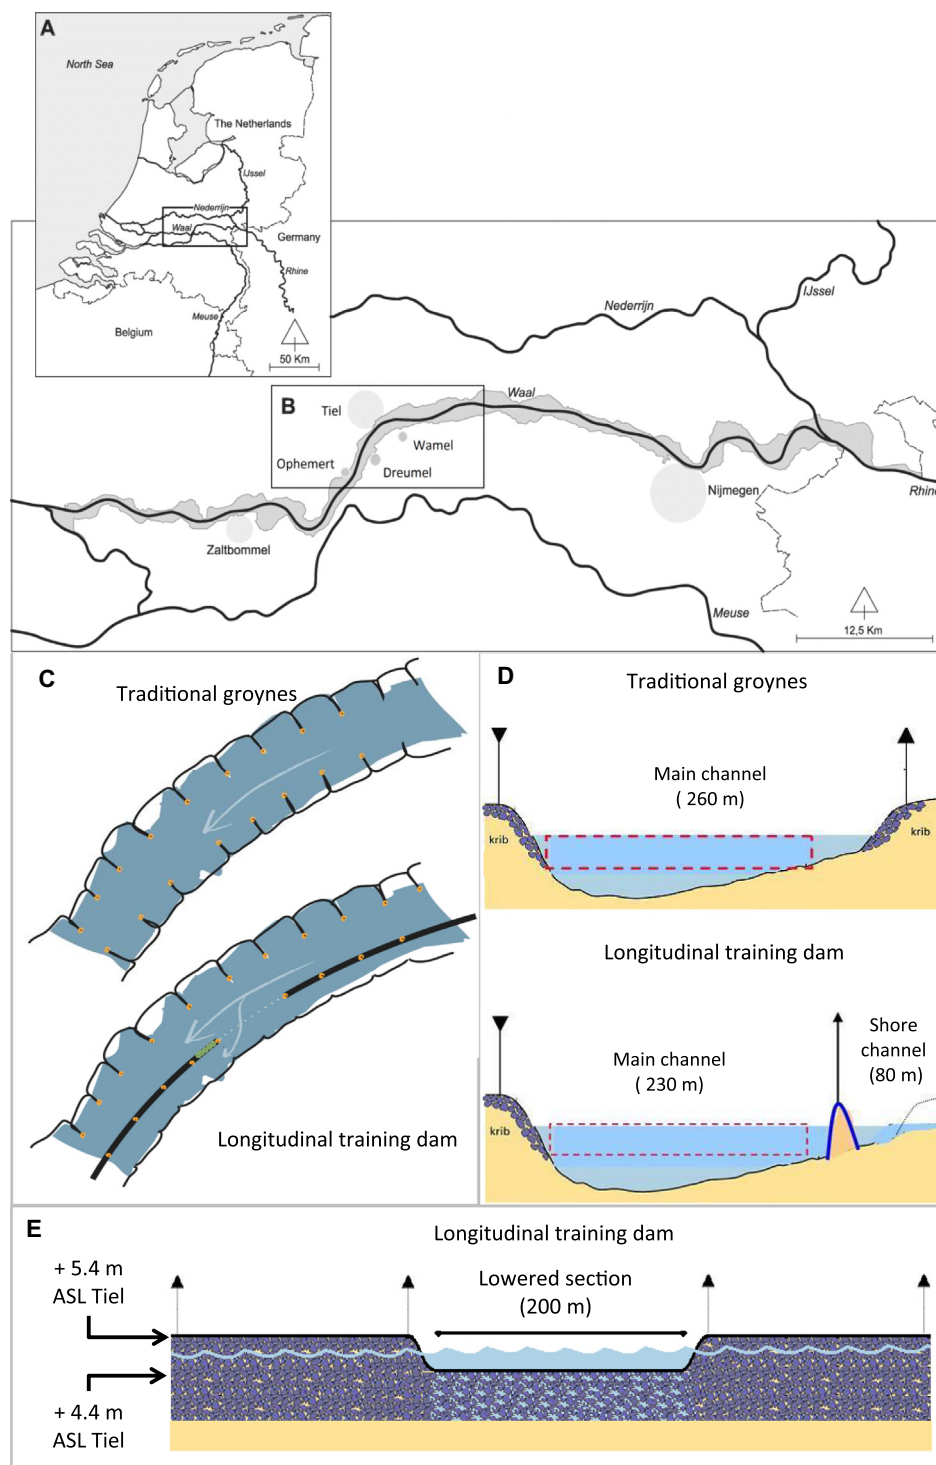 A
North Sea
The Netherlands
IJssel
Nederrijn
Waal
Germany
Rhine
Meuse
Belgium
50 Km
IJssel
Nederrijn
Waal
B
Tiel
Wamel
Ophemert
Dreumel
Nijmegen
Rhine
Zaltbommel
Meuse
12,5 Km
C
Traditional groynes
Longitudinal training dam
D
Traditional groynes
Main channel
( 260 m)
krib
krib
Longitudinal training dam
Shore
channel
(80 m)
Main channel
( 230 m)
krib
E
Longitudinal training dam
+ 5.4 m
ASL Tiel
Lowered section
(200 m)
+ 4.4 m
ASL Tiel